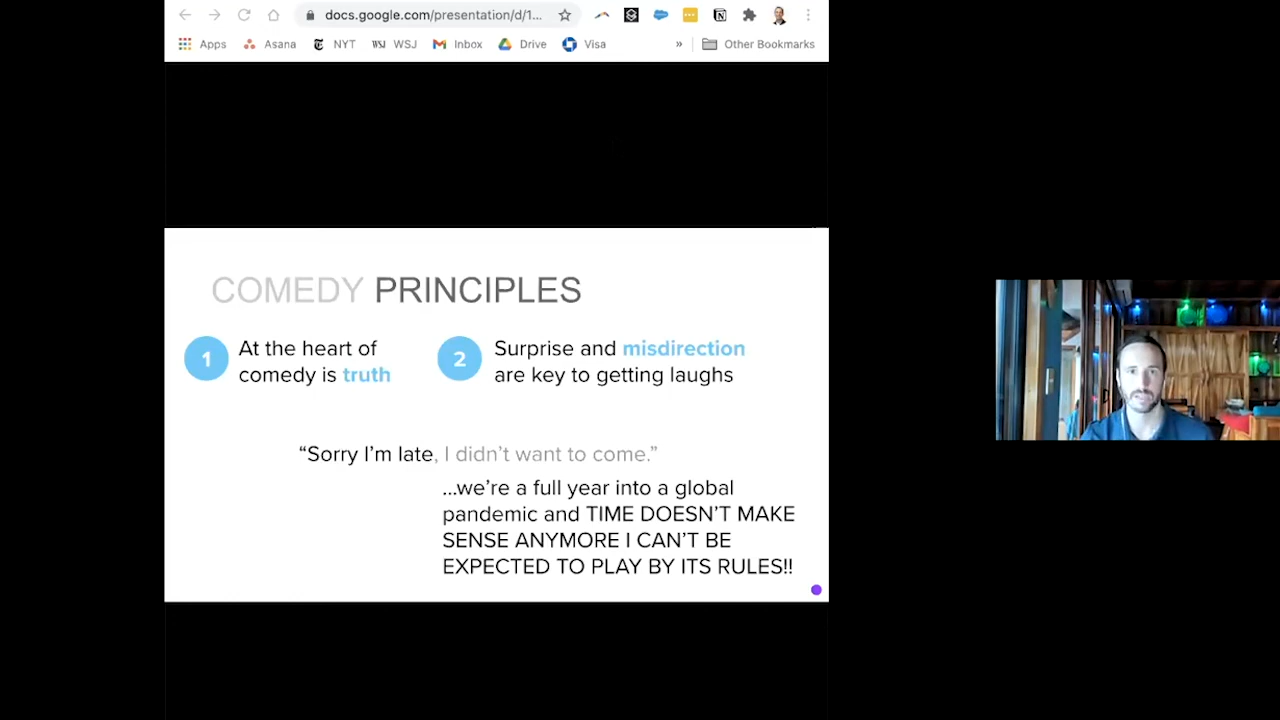 docs.google.com/presentation/d/1...
Apps Asana NYT WSJ WSJ Inbox Drive Visa » Other Bookmarks
COMEDY PRINCIPLES
1 At the heart of
comedy is truth
2 Surprise and misdirection
are key to getting laughs
“Sorry I’m late, I didn’t want to come.”
...we’re a full year into a global
pandemic and TIME DOESN’T MAKE
SENSE ANYMORE I CAN’T BE
EXPECTED TO PLAY BY ITS RULES!!